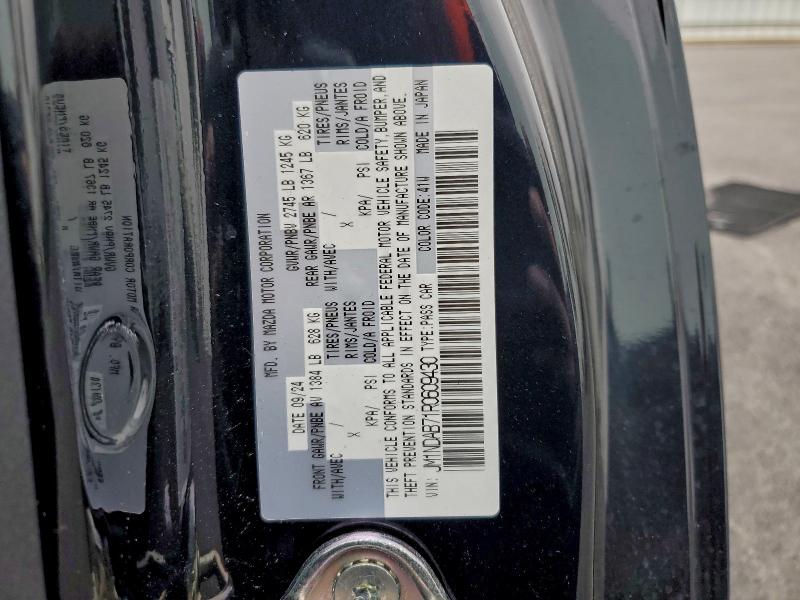 MFD. BY MAZDA MOTOR CORPORATION
DATE 09/24 GVWR/PNBV 2745 LB 1245 KG
FRONT GAWR/PNBE AV 1384 LB 628 KG REAR GAWR/PNBE AR 1367 LB 620 KG
WITH/AVEC TIRES/PNEUS WITH/AVEC TIRES/PNEUS
X RIMS/JANTES X RIMS/JANTES
KPA/ PSI COLD/A FROID KPA/ PSI COLD/A FROID
THIS VEHICLE CONFORMS TO ALL APPLICABLE FEDERAL MOTOR VEHICLE SAFETY,BUMPER,AND
THEFT PREVENTION STANDARDS IN EFFECT ON THE DATE OF MANUFACTURE SHOWN ABOVE.
VIN: JM1NDAB71R0609430 TYPE:PASS CAR COLOR CODE:41W MADE IN JAPAN